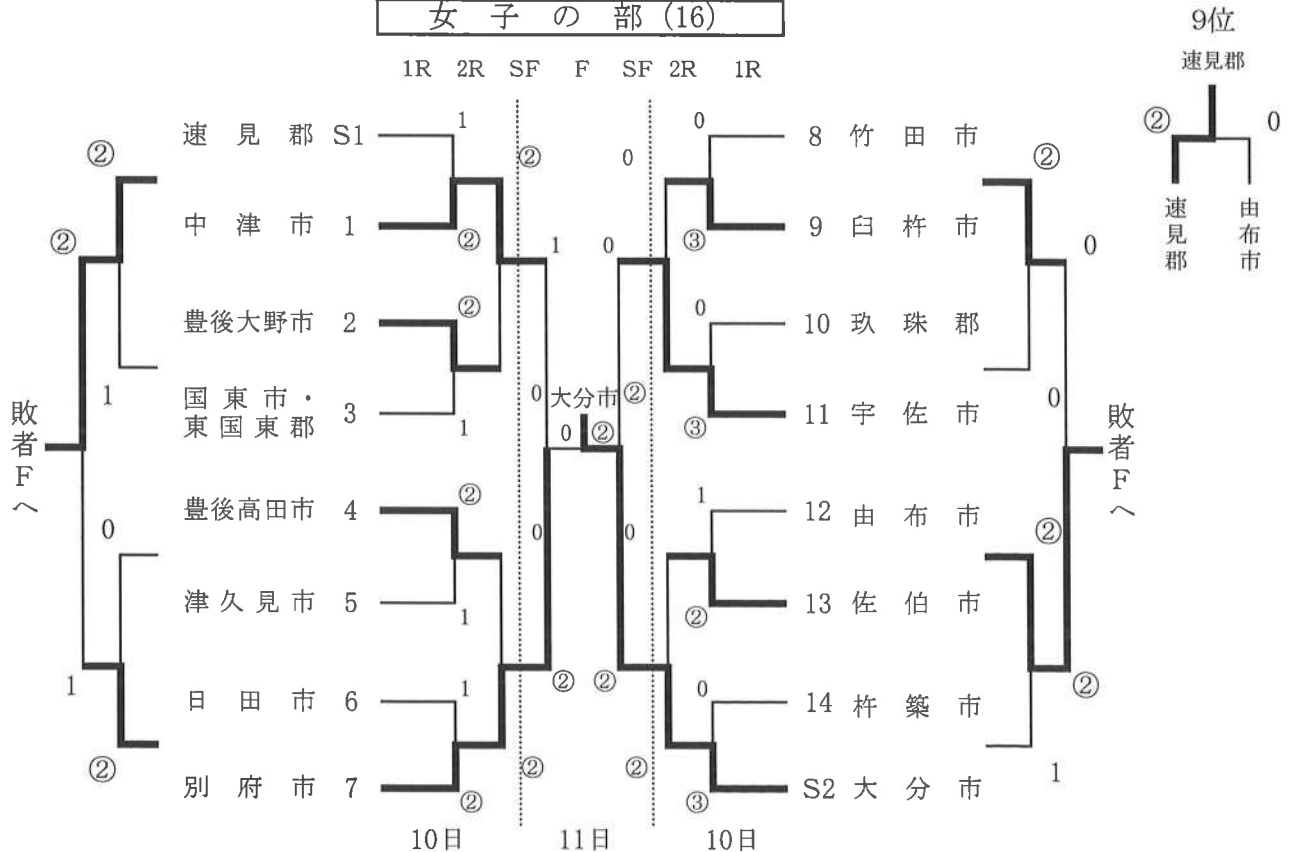 女子の部(16)
1R 2R SF F SF 2R 1R
9位
速見郡
② 0
速見郡
由布市
速見郡 S1
中津市 1
豊後大野市 2
国東市・
東国東郡 3
豊後高田市 4
津久見市 5
日田市 6
別府市 7
1
②
②
1
②
1
1
②
②
0
0
②
1
②
大分市
0 ②
0
②
0
②
0
②
0
③
0
③
1
②
0
③
8 竹田市
9 臼杵市
10 玖珠郡
11 宇佐市
12 由布市
13 佐伯市
14 杵築市
S2 大分市
②
②
1
0
1
②
敗者Fへ
②
0
0
②
②
1
敗者Fへ
10日 11日 10日